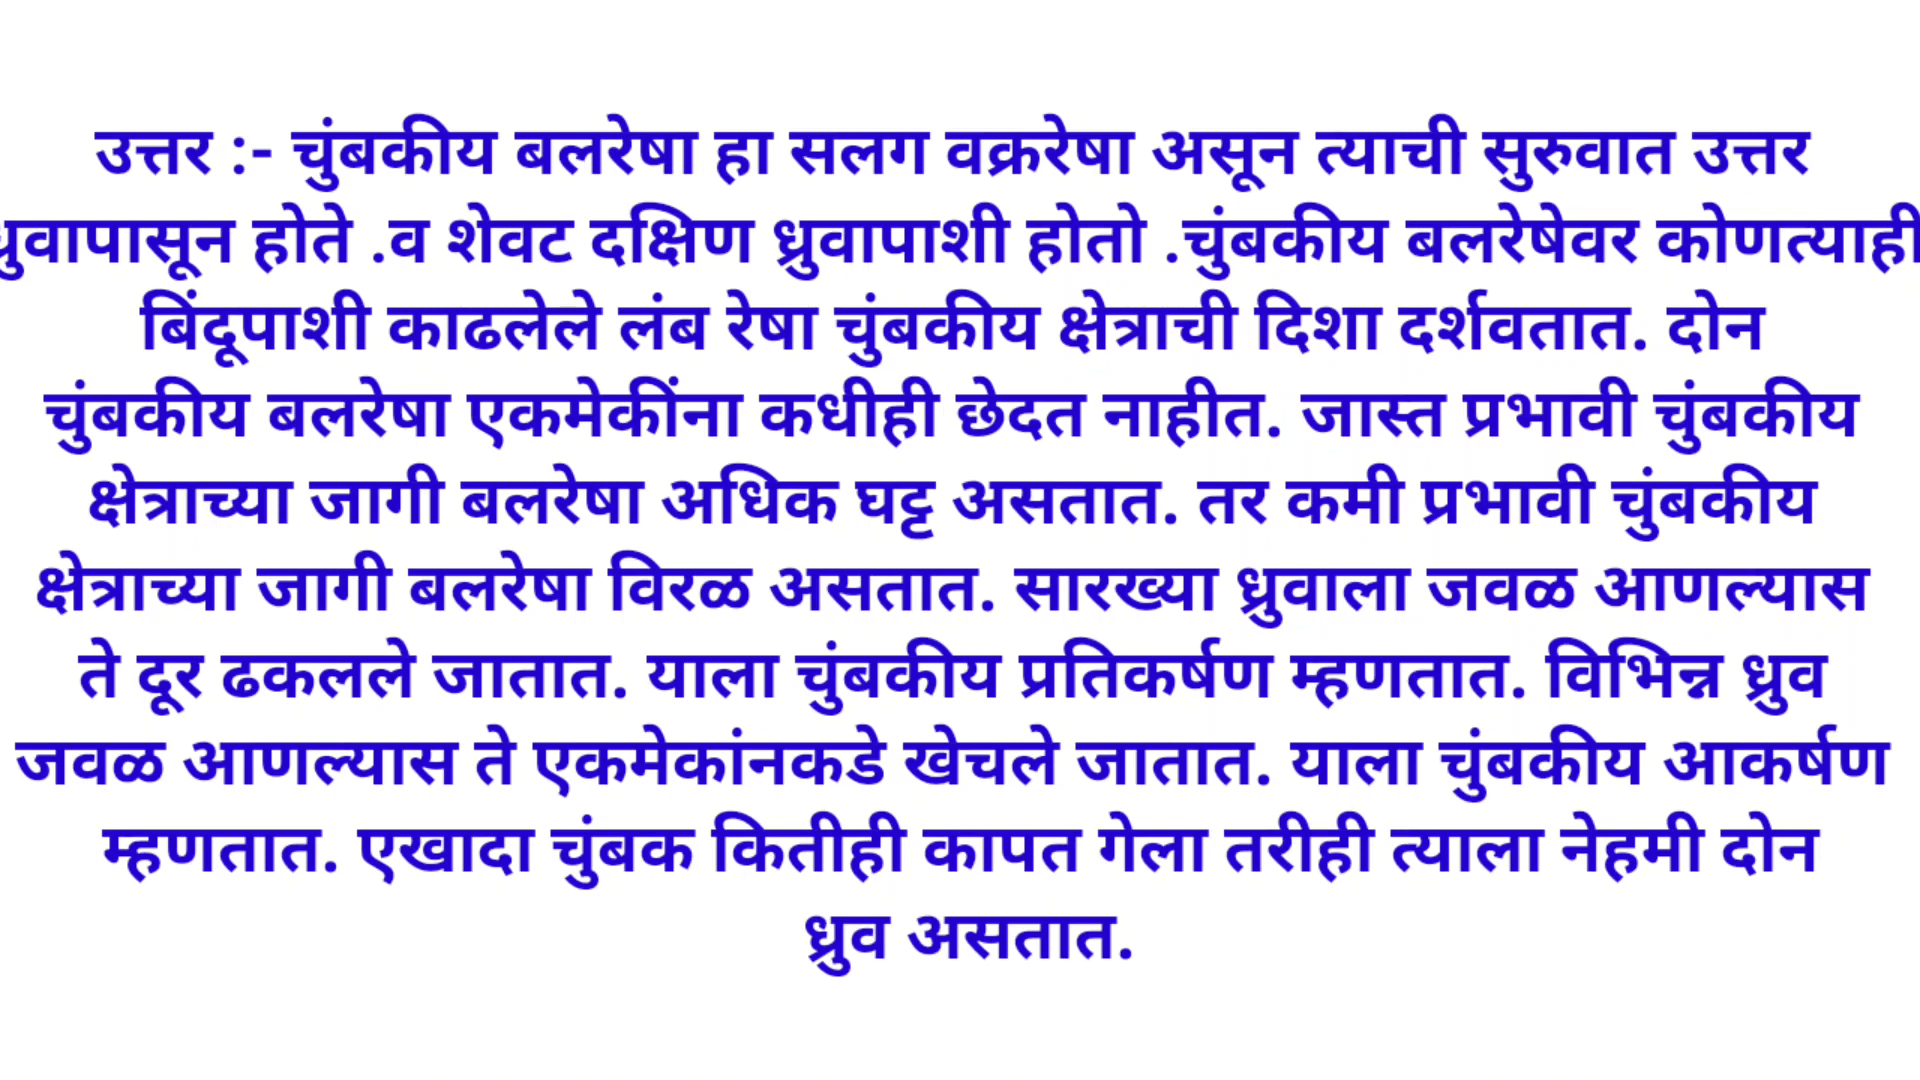 उत्तर :- चुंबकीय बलरेषा हा सलग वक्ररेषा असून त्याची सुरुवात उत्तर
ध्रुवापासून होते .व शेवट दक्षिण ध्रुवापाशी होतो .चुंबकीय बलरेषेवर कोणत्याही
बिंदूपाशी काढलेले लंब रेषा चुंबकीय क्षेत्राची दिशा दर्शवतात. दोन
चुंबकीय बलरेषा एकमेकींना कधीही छेदत नाहीत. जास्त प्रभावी चुंबकीय
क्षेत्राच्या जागी बलरेषा अधिक घट्ट असतात. तर कमी प्रभावी चुंबकीय
क्षेत्राच्या जागी बलरेषा विरळ असतात. सारख्या ध्रुवाला जवळ आणल्यास
ते दूर ढकलले जातात. याला चुंबकीय प्रतिकर्षण म्हणतात. विभिन्न ध्रुव
जवळ आणल्यास ते एकमेकांनकडे खेचले जातात. याला चुंबकीय आकर्षण
म्हणतात. एखादा चुंबक कितीही कापत गेला तरीही त्याला नेहमी दोन
ध्रुव असतात.